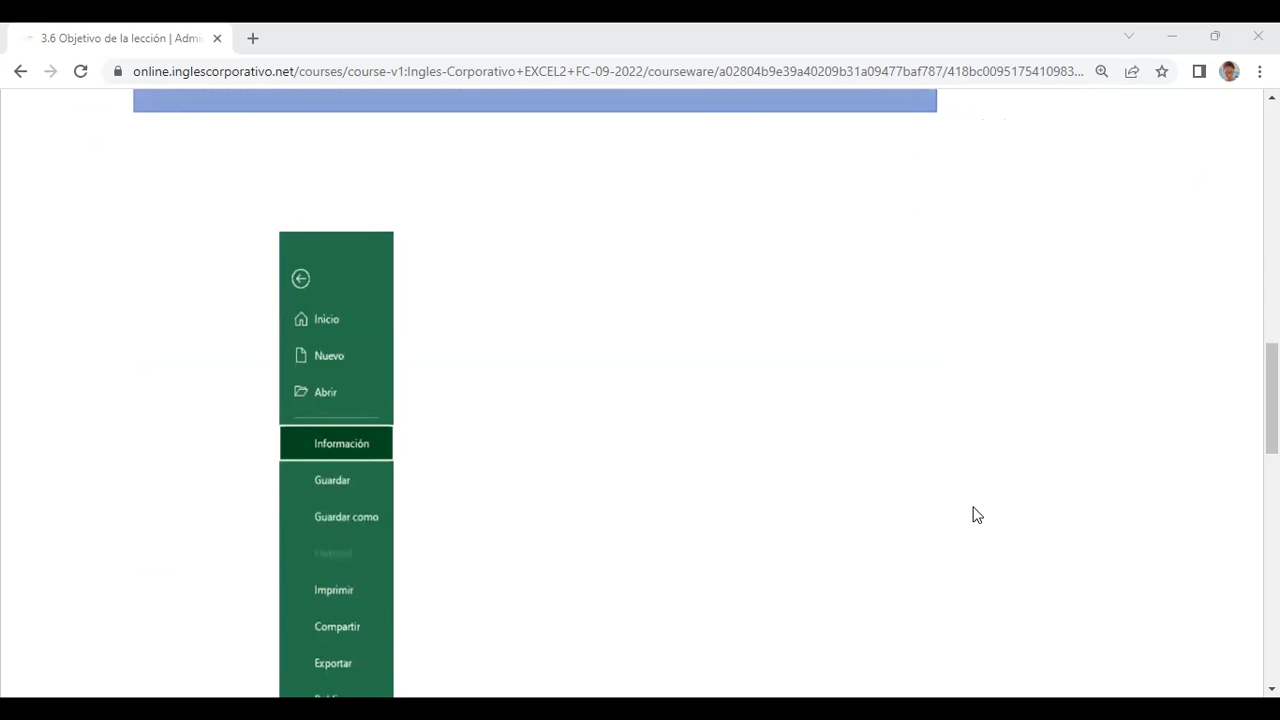 3.6 Objetivo de la lección | Admi
online.inglescorporativo.net/courses/course-v1:Ingles-Corporativo+EXCEL2+FC-09-2022/courseware/a02804b9e39a40209b31a09477baf787/418bc0095175410983...
Inicio
Nuevo
Abrir
Información
Guardar
Guardar como
Imprimir
Compartir
Exportar